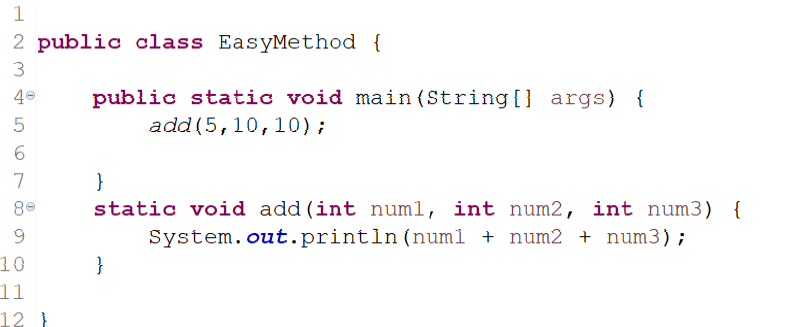 1
2 public class EasyMethod {
3
4 public static void main(String[] args) {
5 add(5,10,10);
6
7 }
8 static void add(int num1, int num2, int num3) {
9 System.out.println(num1 + num2 + num3);
10 }
11
12 }